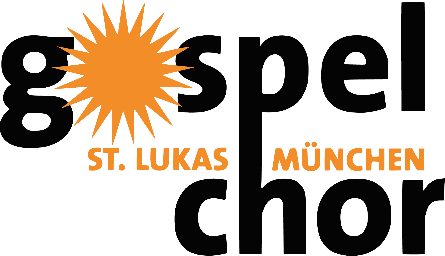 gospel
ST. LUKAS MÜNCHEN
chor